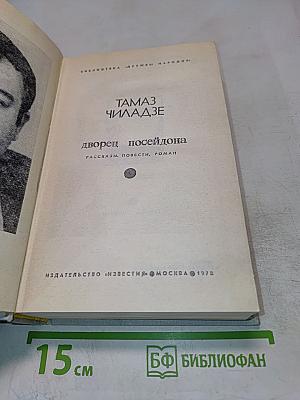 БИБЛИОТЕКА «ДРУЖБЫ НАРОДОВ»
ТАМАЗ
ЧИЛАДЗЕ
дворец посейдона
РАССКАЗЫ, ПОВЕСТИ, РОМАН
ИЗДАТЕЛЬСТВО «ИЗВЕСТИЯ» МОСКВА 1978
15 см
БФ БИБЛИОФАН